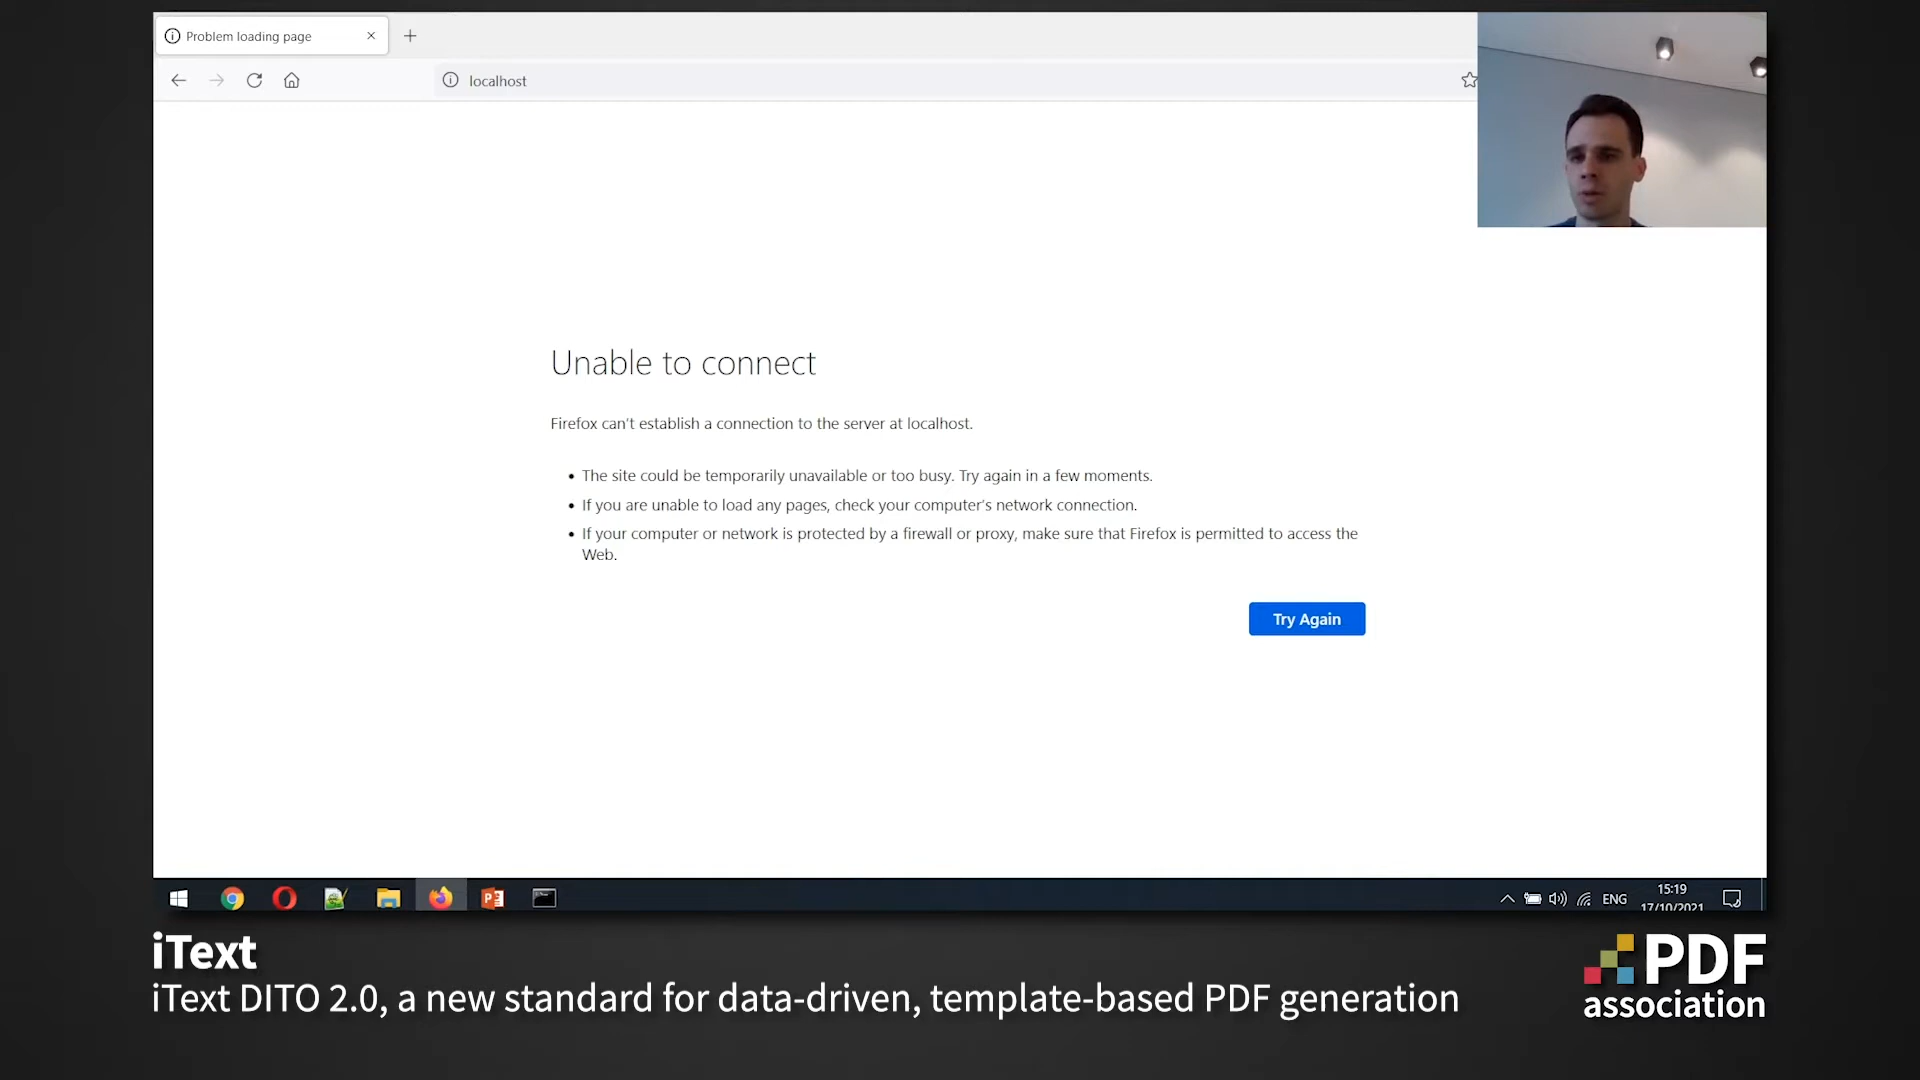 Problem loading page
localhost
Unable to connect
Firefox can't establish a connection to the server at localhost.
• The site could be temporarily unavailable or too busy. Try again in a few moments.
• If you are unable to load any pages, check your computer's network connection.
• If your computer or network is protected by a firewall or proxy, make sure that Firefox is permitted to access the
Web.
Try Again
ENG
15:19
17/10/2021
iText
iText DITO 2.0, a new standard for data-driven, template-based PDF generation
PDF
association